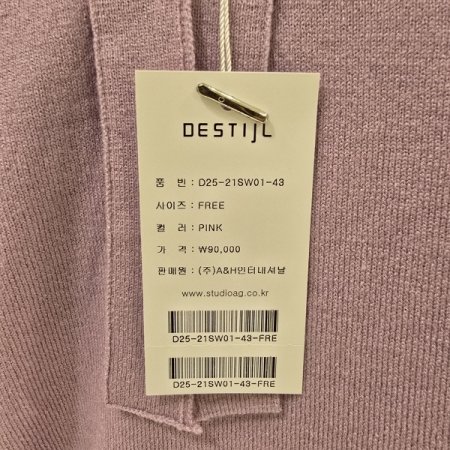 DESTIJL
품 번 : D25-21SW01-43
사이즈 : FREE
컬 러 : PINK
가 격 : ₩90,000
판매원 : (주)A&H인터내셔날
www.studioag.co.kr
D25-21SW01-43-FRE
D25-21SW01-43-FRE